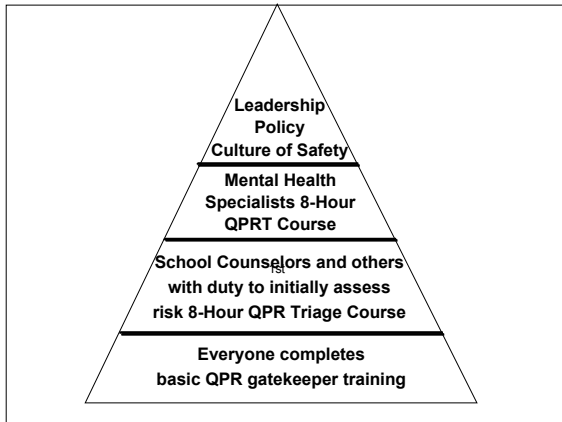 Leadership
Policy
Culture of Safety
Mental Health
Specialists 8-Hour
QPRT Course
School Counselors and others
rst
with duty to initially assess
risk 8-Hour QPR Triage Course
Everyone completes
basic QPR gatekeeper training